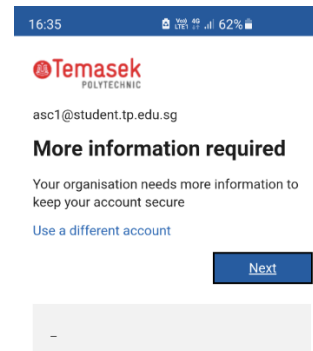 16:35 62%
Temasek
POLYTECHNIC
asc1@student.tp.edu.sg
More information required
Your organisation needs more information to
keep your account secure
Use a different account
Next